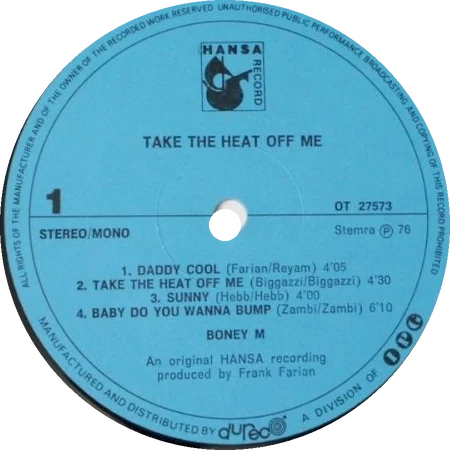 ALL RIGHTS OF THE MANUFACTURER AND OF THE OWNER OF THE RECORDED WORK RESERVED UNAUTHORISED PUBLIC PERFORMANCE BROADCASTING AND COPYING OF THIS RECORD PROHIBITED
HANSA
RECORD
TAKE THE HEAT OFF ME
1
OT 27573
STEREO/MONO
Stemra Ⓟ 76
1. DADDY COOL (Farian/Reyam) 4'05
2. TAKE THE HEAT OFF ME (Biggazzi/Biggazzi) 4'30
3. SUNNY (Hebb/Hebb) 4'00
4. BABY DO YOU WANNA BUMP (Zambi/Zambi) 6'10
BONEY M
An original HANSA recording
produced by Frank Farian
MANUFACTURED AND DISTRIBUTED BY dureco
A DIVISION OF